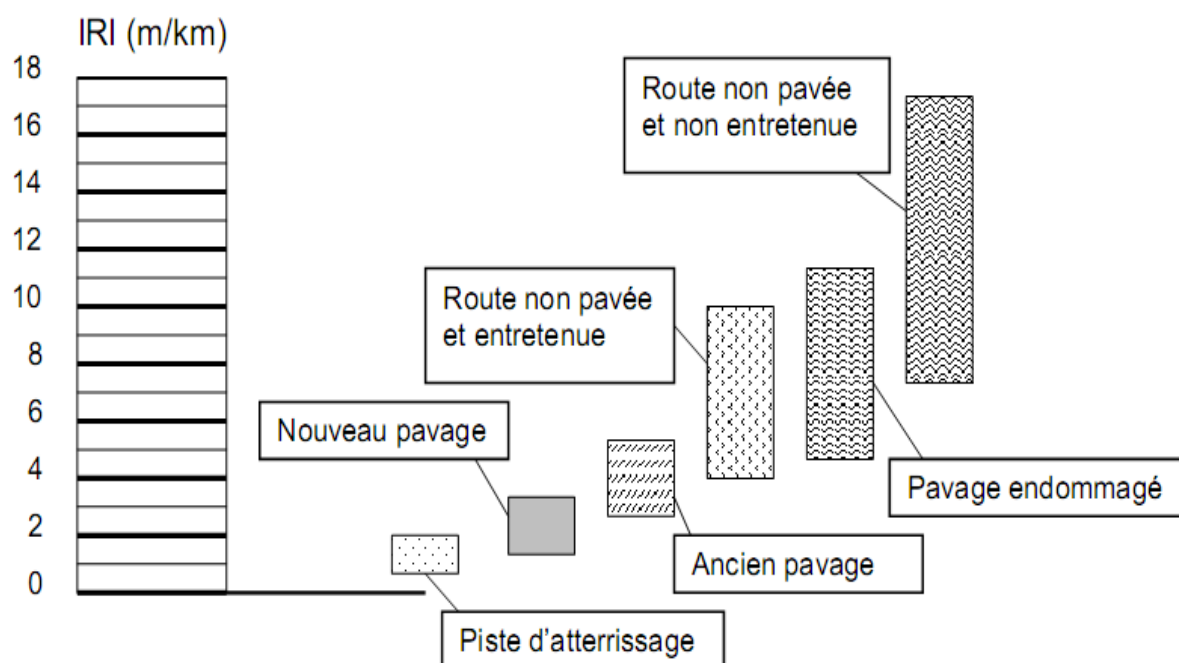 IRI (m/km)
18
16
14
12
10
8
6
4
2
0
Route non pavée
et non entretenue
Route non pavée
et entretenue
Nouveau pavage
Pavage endommagé
Ancien pavage
Piste d'atterrissage